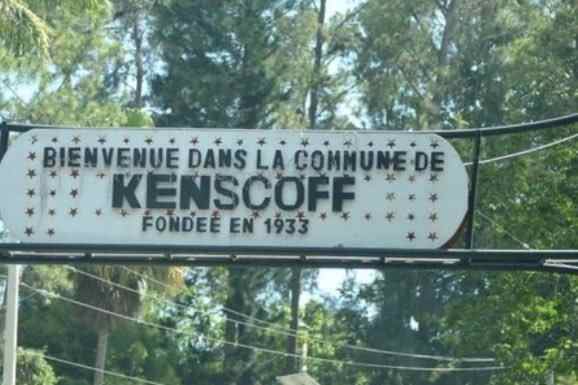 BIENVENUE DANS LA COMMUNE DE
KENSCOFF
FONDEE EN 1933